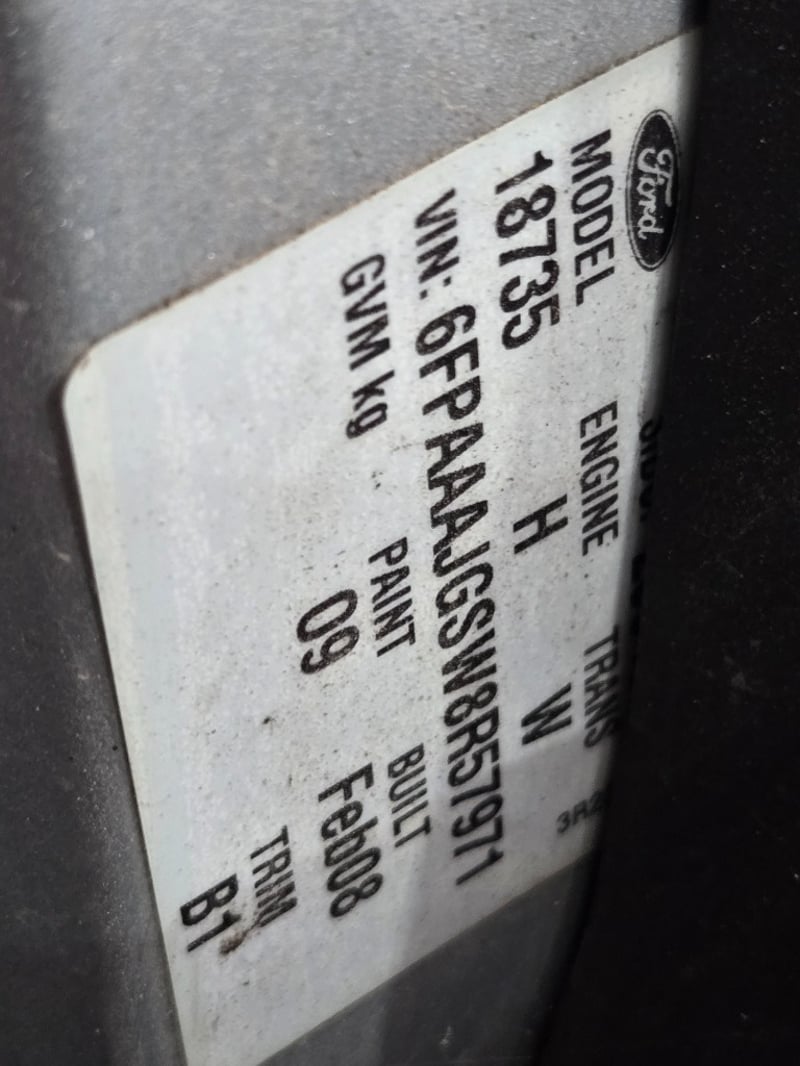 Ford
MODEL ENGINE TRANS
18735 H W
VIN: 6FPAAAJGSW8R57971
GVM kg PAINT BUILT
09 Feb08
TRIM
B1